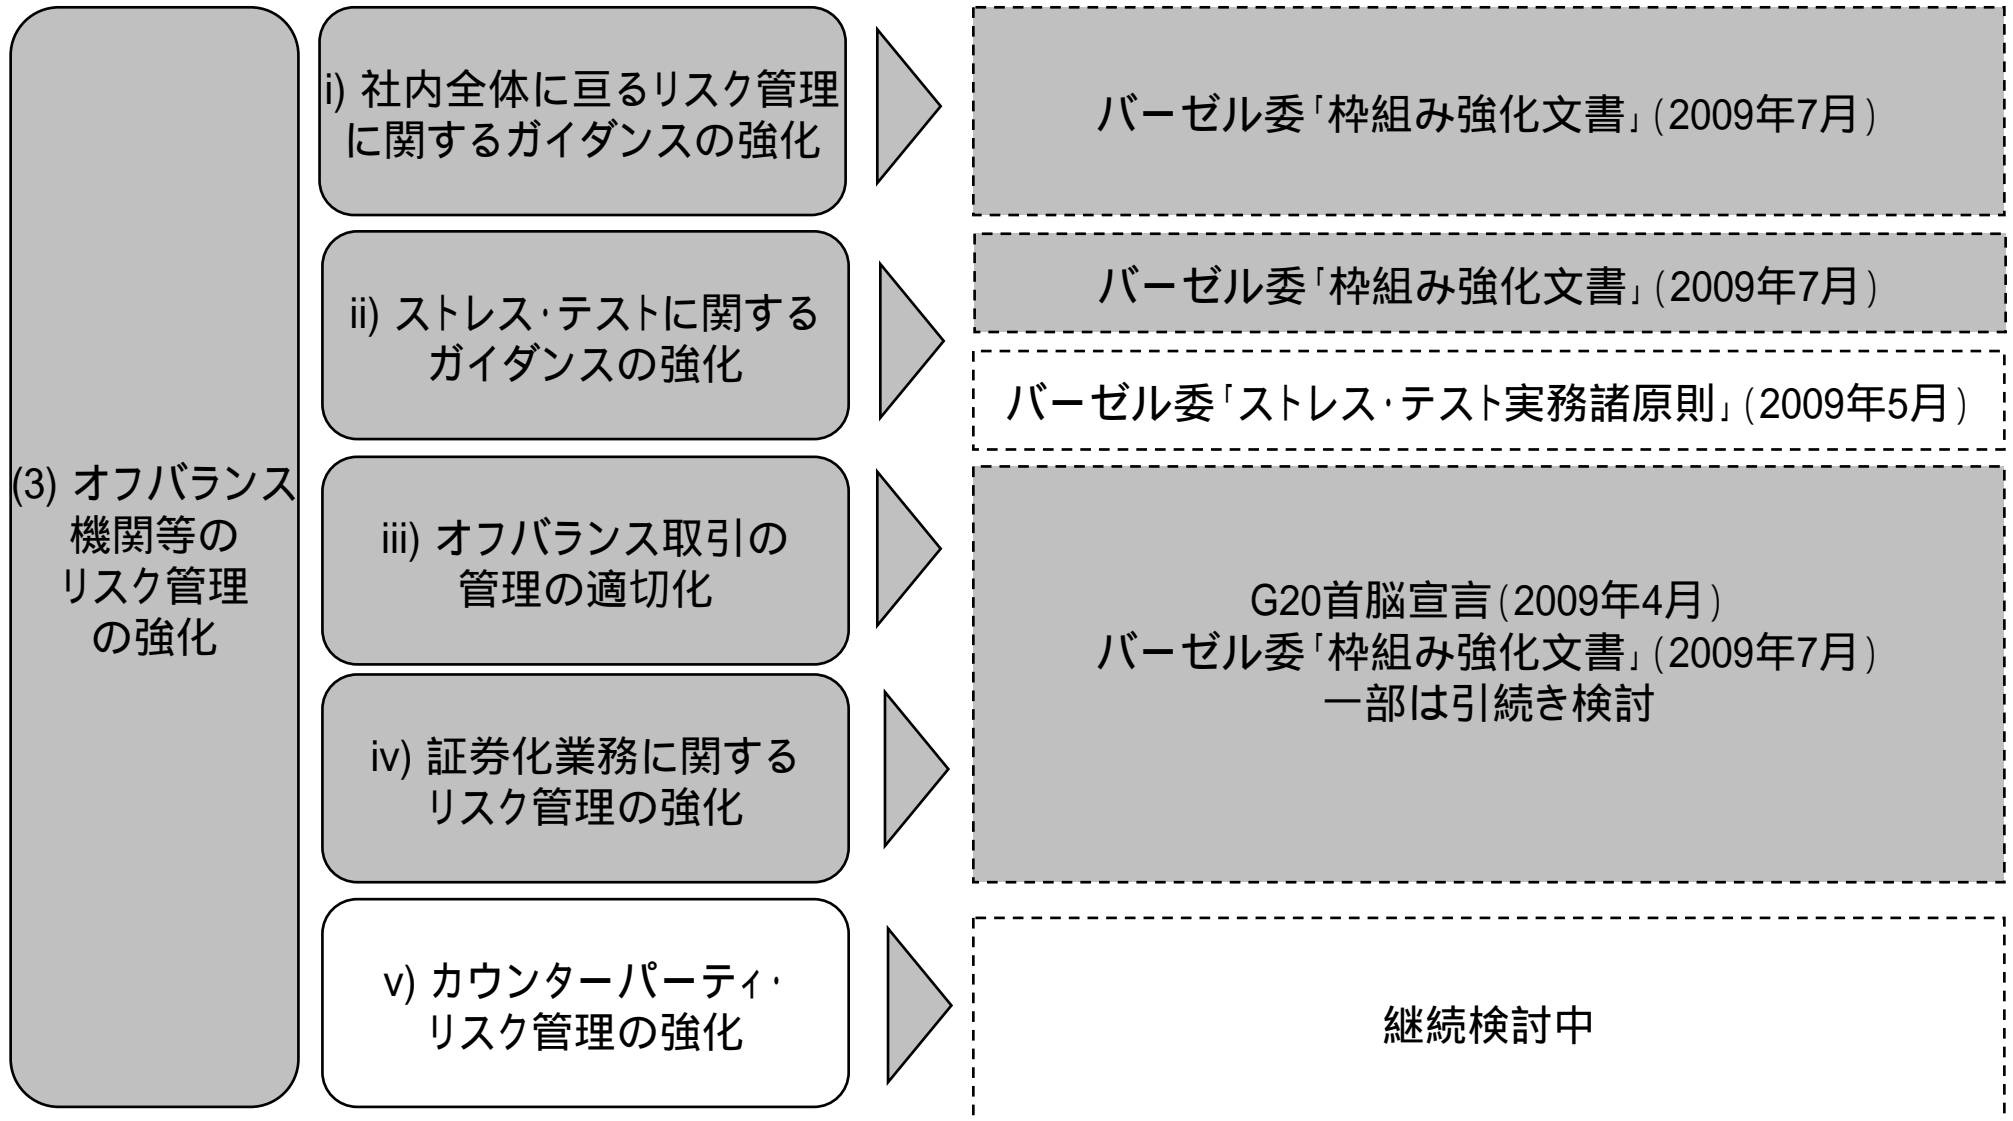 (3) オフバランス
機関等の
リスク管理
の強化
i) 社内全体に亘るリスク管理
に関するガイダンスの強化
バーゼル委「枠組み強化文書」(2009年7月)
ii) ストレス・テストに関する
ガイダンスの強化
バーゼル委「枠組み強化文書」(2009年7月)
バーゼル委「ストレス・テスト実務諸原則」(2009年5月)
iii) オフバランス取引の
管理の適切化
iv) 証券化業務に関する
リスク管理の強化
G20首脳宣言(2009年4月)
バーゼル委「枠組み強化文書」(2009年7月)
一部は引続き検討
v) カウンターパーティ・
リスク管理の強化
継続検討中